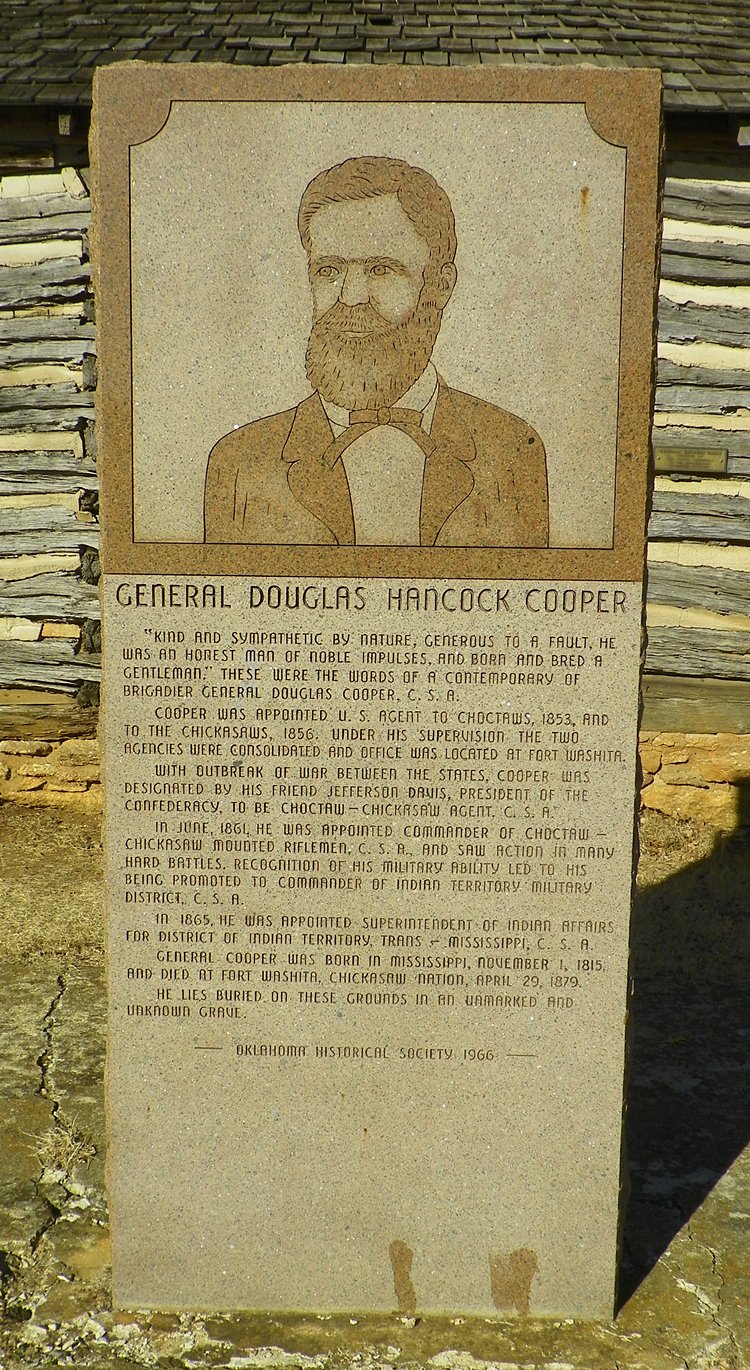 GENERAL DOUGLAS HANCOCK COOPER
"KIND AND SYMPATHETIC BY NATURE, GENEROUS TO A FAULT, HE
WAS AN HONEST MAN OF NOBLE IMPULSES, AND BORN AND BRED A
GENTLEMAN." THESE WERE THE WORDS OF A CONTEMPORARY OF
BRIGADIER GENERAL DOUGLAS COOPER, C. S. A.
COOPER WAS APPOINTED U. S. AGENT TO CHOCTAWS, 1853, AND
TO THE CHICKASAWS, 1856. UNDER HIS SUPERVISION THE TWO
AGENCIES WERE CONSOLIDATED AND OFFICE WAS LOCATED AT FORT WASHITA.
WITH OUTBREAK OF WAR BETWEEN THE STATES, COOPER WAS
DESIGNATED BY HIS FRIEND JEFFERSON DAVIS, PRESIDENT OF THE
CONFEDERACY, TO BE CHOCTAW-CHICKASAW AGENT, C. S. A.
IN JUNE, 1861, HE WAS APPOINTED COMMANDER OF CHOCTAW-
CHICKASAW MOUNTED RIFLEMEN, C. S. A., AND SAW ACTION IN MANY
HARD BATTLES. RECOGNITION OF HIS MILITARY ABILITY LED TO HIS
BEING PROMOTED TO COMMANDER OF INDIAN TERRITORY MILITARY
DISTRICT, C. S. A.
IN 1865, HE WAS APPOINTED SUPERINTENDENT OF INDIAN AFFAIRS
FOR DISTRICT OF INDIAN TERRITORY, TRANS-MISSISSIPPI, C. S. A.
GENERAL COOPER WAS BORN IN MISSISSIPPI, NOVEMBER 1, 1815,
AND DIED AT FORT WASHITA, CHICKASAW NATION, APRIL 29, 1879.
HE LIES BURIED ON THESE GROUNDS IN AN UNMARKED AND
UNKNOWN GRAVE.
OKLAHOMA HISTORICAL SOCIETY 1966